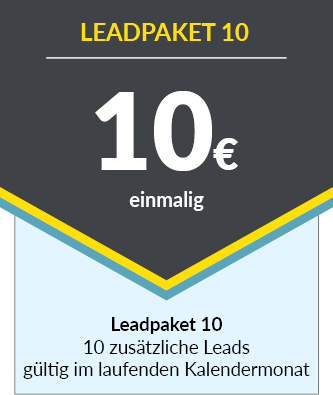 LEADPAKET 10
10€
einmalig
Leadpaket 10
10 zusätzliche Leads
gültig im laufenden Kalendermonat